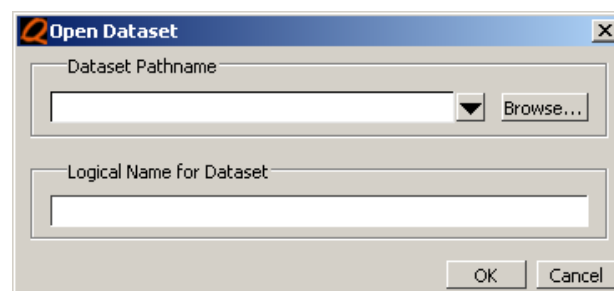 Open Dataset
Dataset Pathname
Browse...
Logical Name for Dataset
OK
Cancel